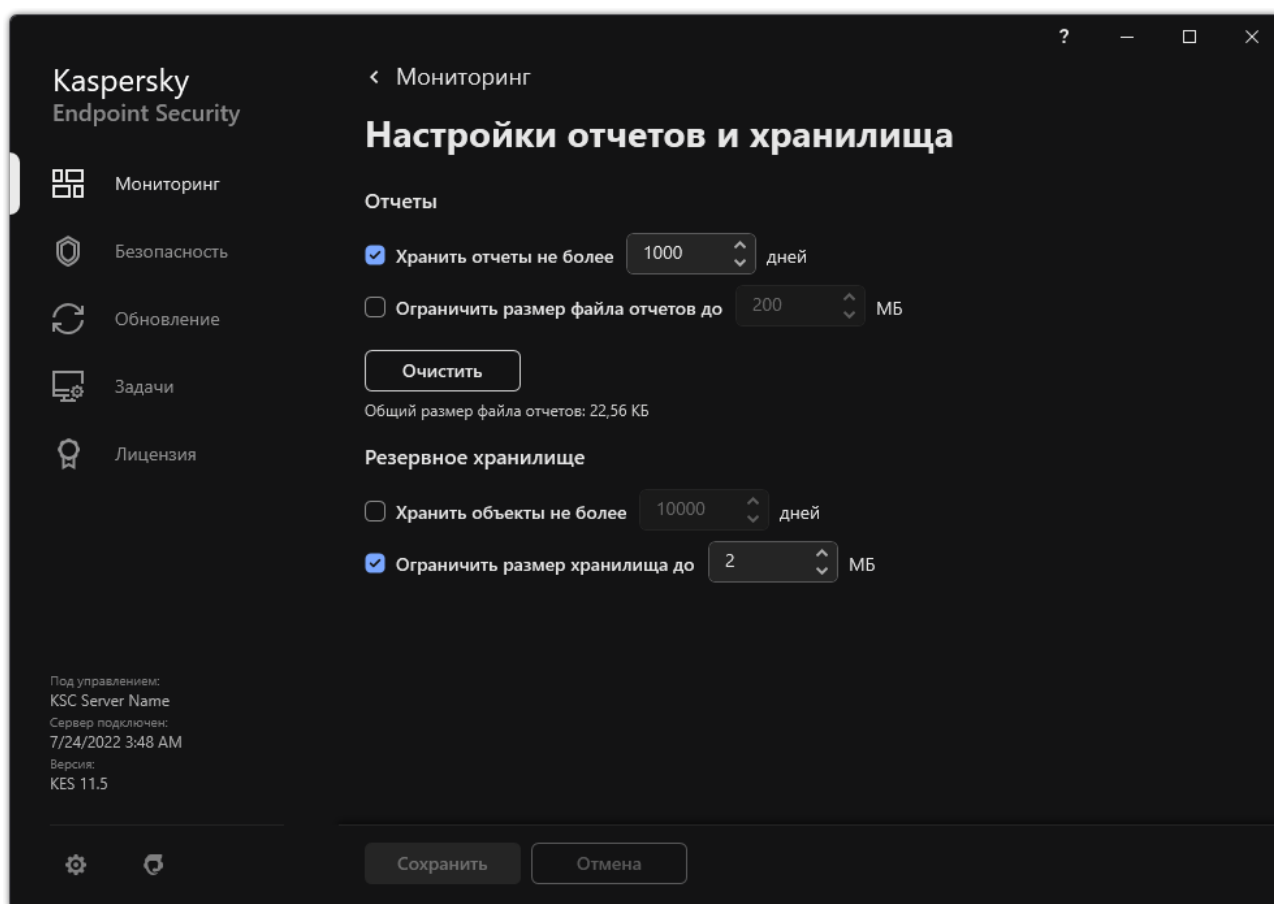 ?
Kaspersky
Endpoint Security
Мониторинг
Безопасность
Обновление
Задачи
Лицензия
Под управлением:
KSC Server Name
Сервер подключен:
7/24/2022 3:48 AM
Версия:
KES 11.5
Мониторинг
Настройки отчетов и хранилища
Отчеты
Хранить отчеты не более 1000 дней
Ограничить размер файла отчетов до 200 МБ
Очистить
Общий размер файла отчетов: 22,56 КБ
Резервное хранилище
Хранить объекты не более 10000 дней
Ограничить размер хранилища до 2 МБ
Сохранить
Отмена